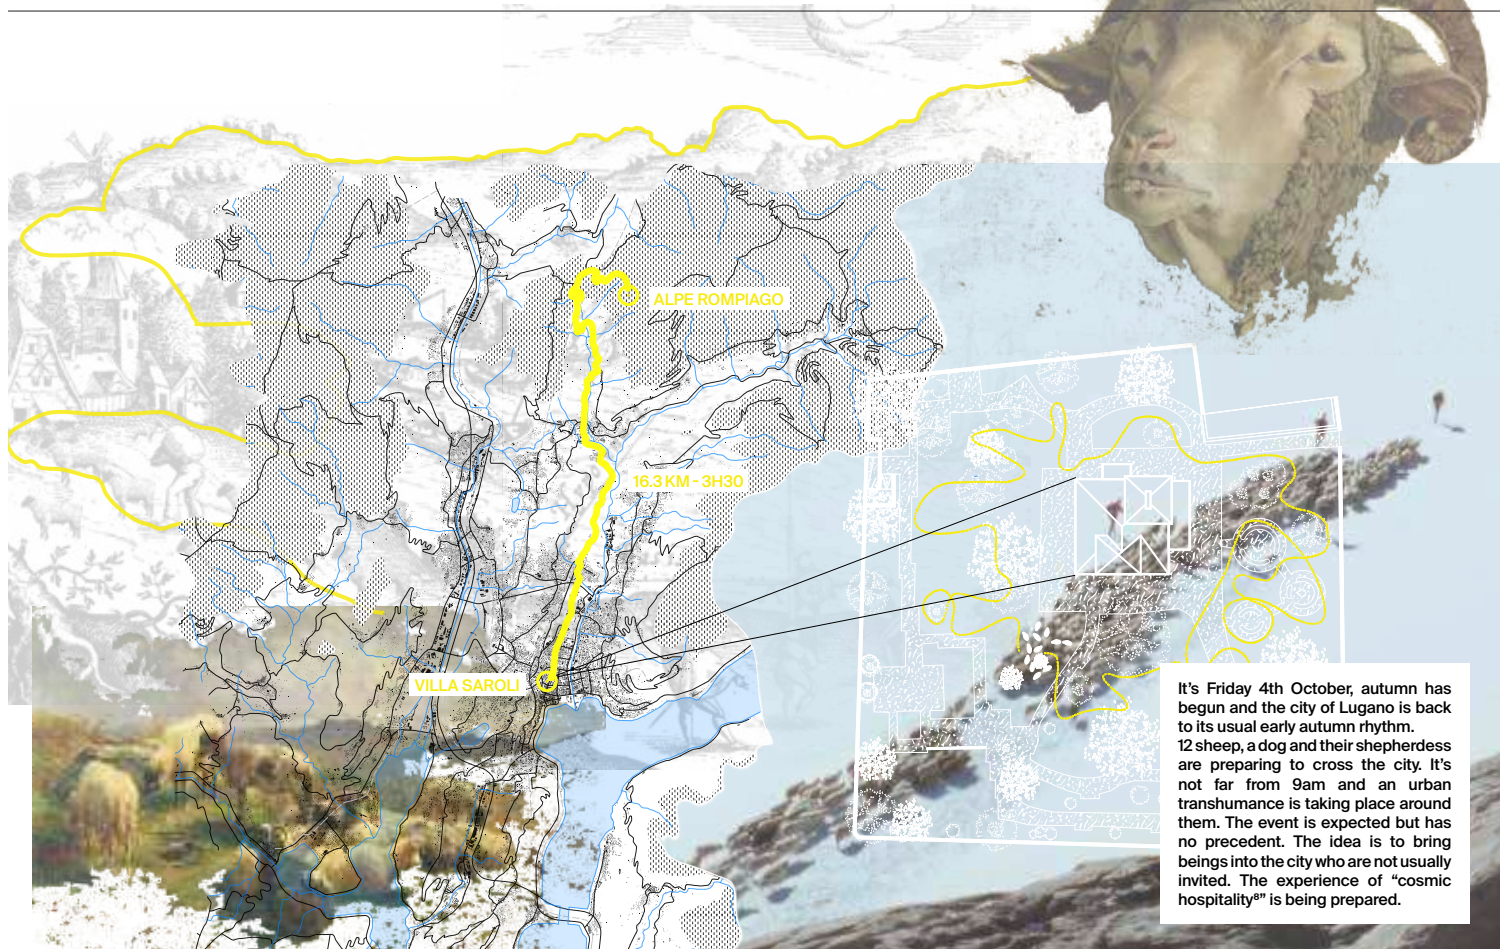 ALPE ROMPIAGO
16.3 KM - 3H30
VILLA SAROLI
It’s Friday 4th October, autumn has
begun and the city of Lugano is back
to its usual early autumn rhythm.
12 sheep, a dog and their shepherdess
are preparing to cross the city. It’s
not far from 9am and an urban
transhumance is taking place around
them. The event is expected but has
no precedent. The idea is to bring
beings into the city who are not usually
invited. The experience of “cosmic
hospitality⁸” is being prepared.